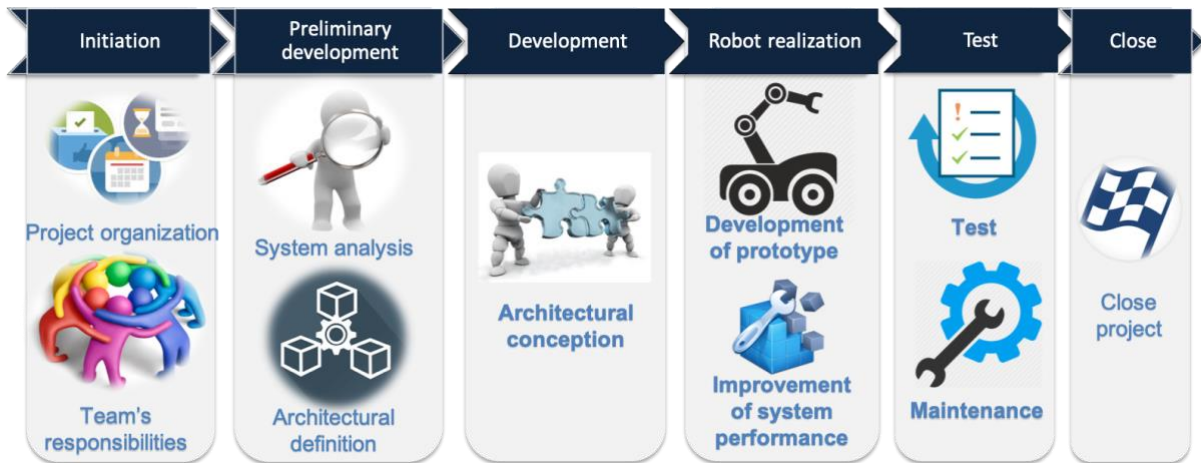 Initiation
Preliminary
development
Development
Robot realization
Test
Close
Project organization
Team's
responsibilities
System analysis
Architectural
definition
Architectural
conception
Development
of prototype
Improvement
of system
performance
Test
Maintenance
Close
project